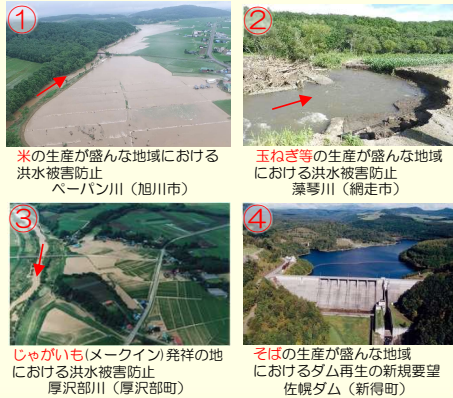 ①
米の生産が盛んな地域における
洪水被害防止
ペーパン川（旭川市）
②
玉ねぎ等の生産が盛んな地域
における洪水被害防止
藻琴川（網走市）
③
じゃがいも(メークイン)発祥の地
における洪水被害防止
厚沢部川（厚沢部町）
④
そばの生産が盛んな地域
におけるダム再生の新規要望
佐幌ダム（新得町）